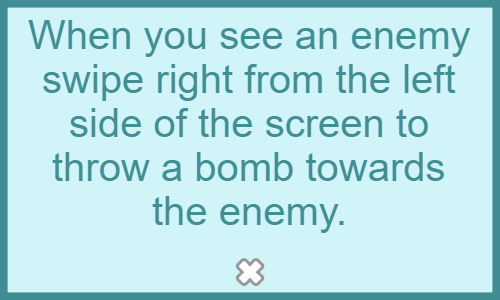 When you see an enemy
swipe right from the left
side of the screen to
throw a bomb towards
the enemy.